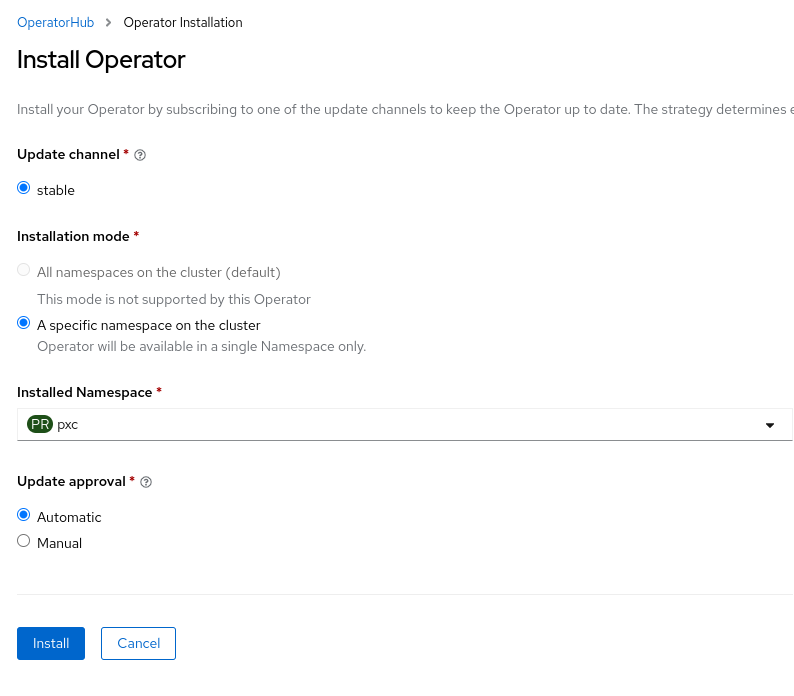 OperatorHub > Operator Installation
Install Operator
Install your Operator by subscribing to one of the update channels to keep the Operator up to date. The strategy determines
Update channel *
stable
Installation mode *
All namespaces on the cluster (default)
This mode is not supported by this Operator
A specific namespace on the cluster
Operator will be available in a single Namespace only.
Installed Namespace *
PR pxc
Update approval *
Automatic
Manual
Install Cancel